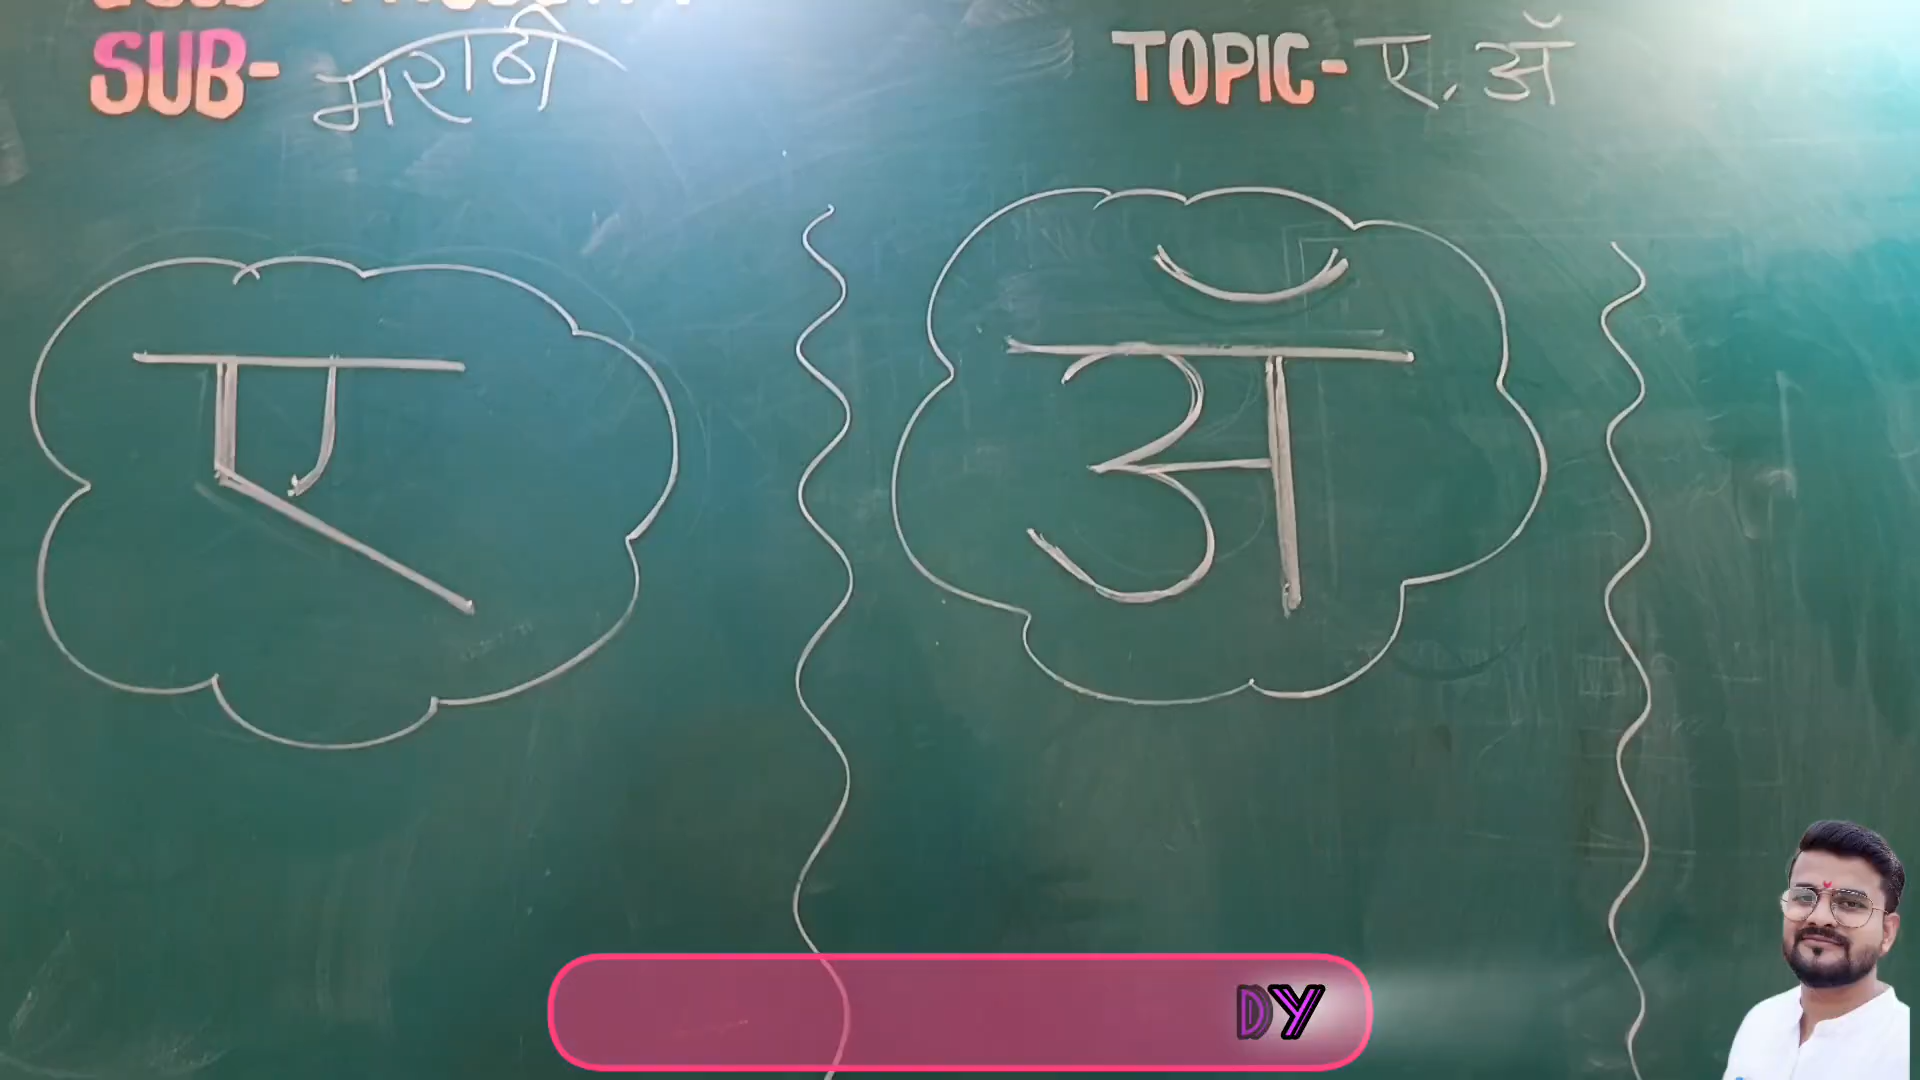 SUB- मराठी
TOPIC- ए, अॅ
ए
अॅ
DY